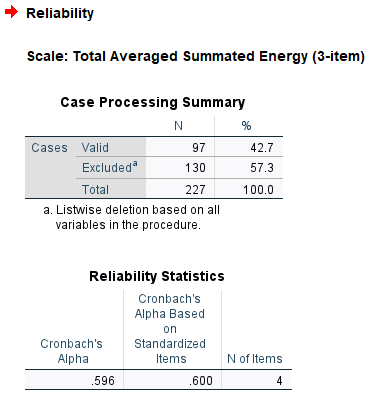 Reliability
Scale: Total Averaged Summated Energy (3-item)
Case Processing Summary
N %
Cases Valid 97 42.7
Excludedᵃ 130 57.3
Total 227 100.0
a. Listwise deletion based on all
variables in the procedure.
Reliability Statistics
Cronbach's
Alpha Based
on
Cronbach's Standardized
Alpha Items N of Items
.596 .600 4